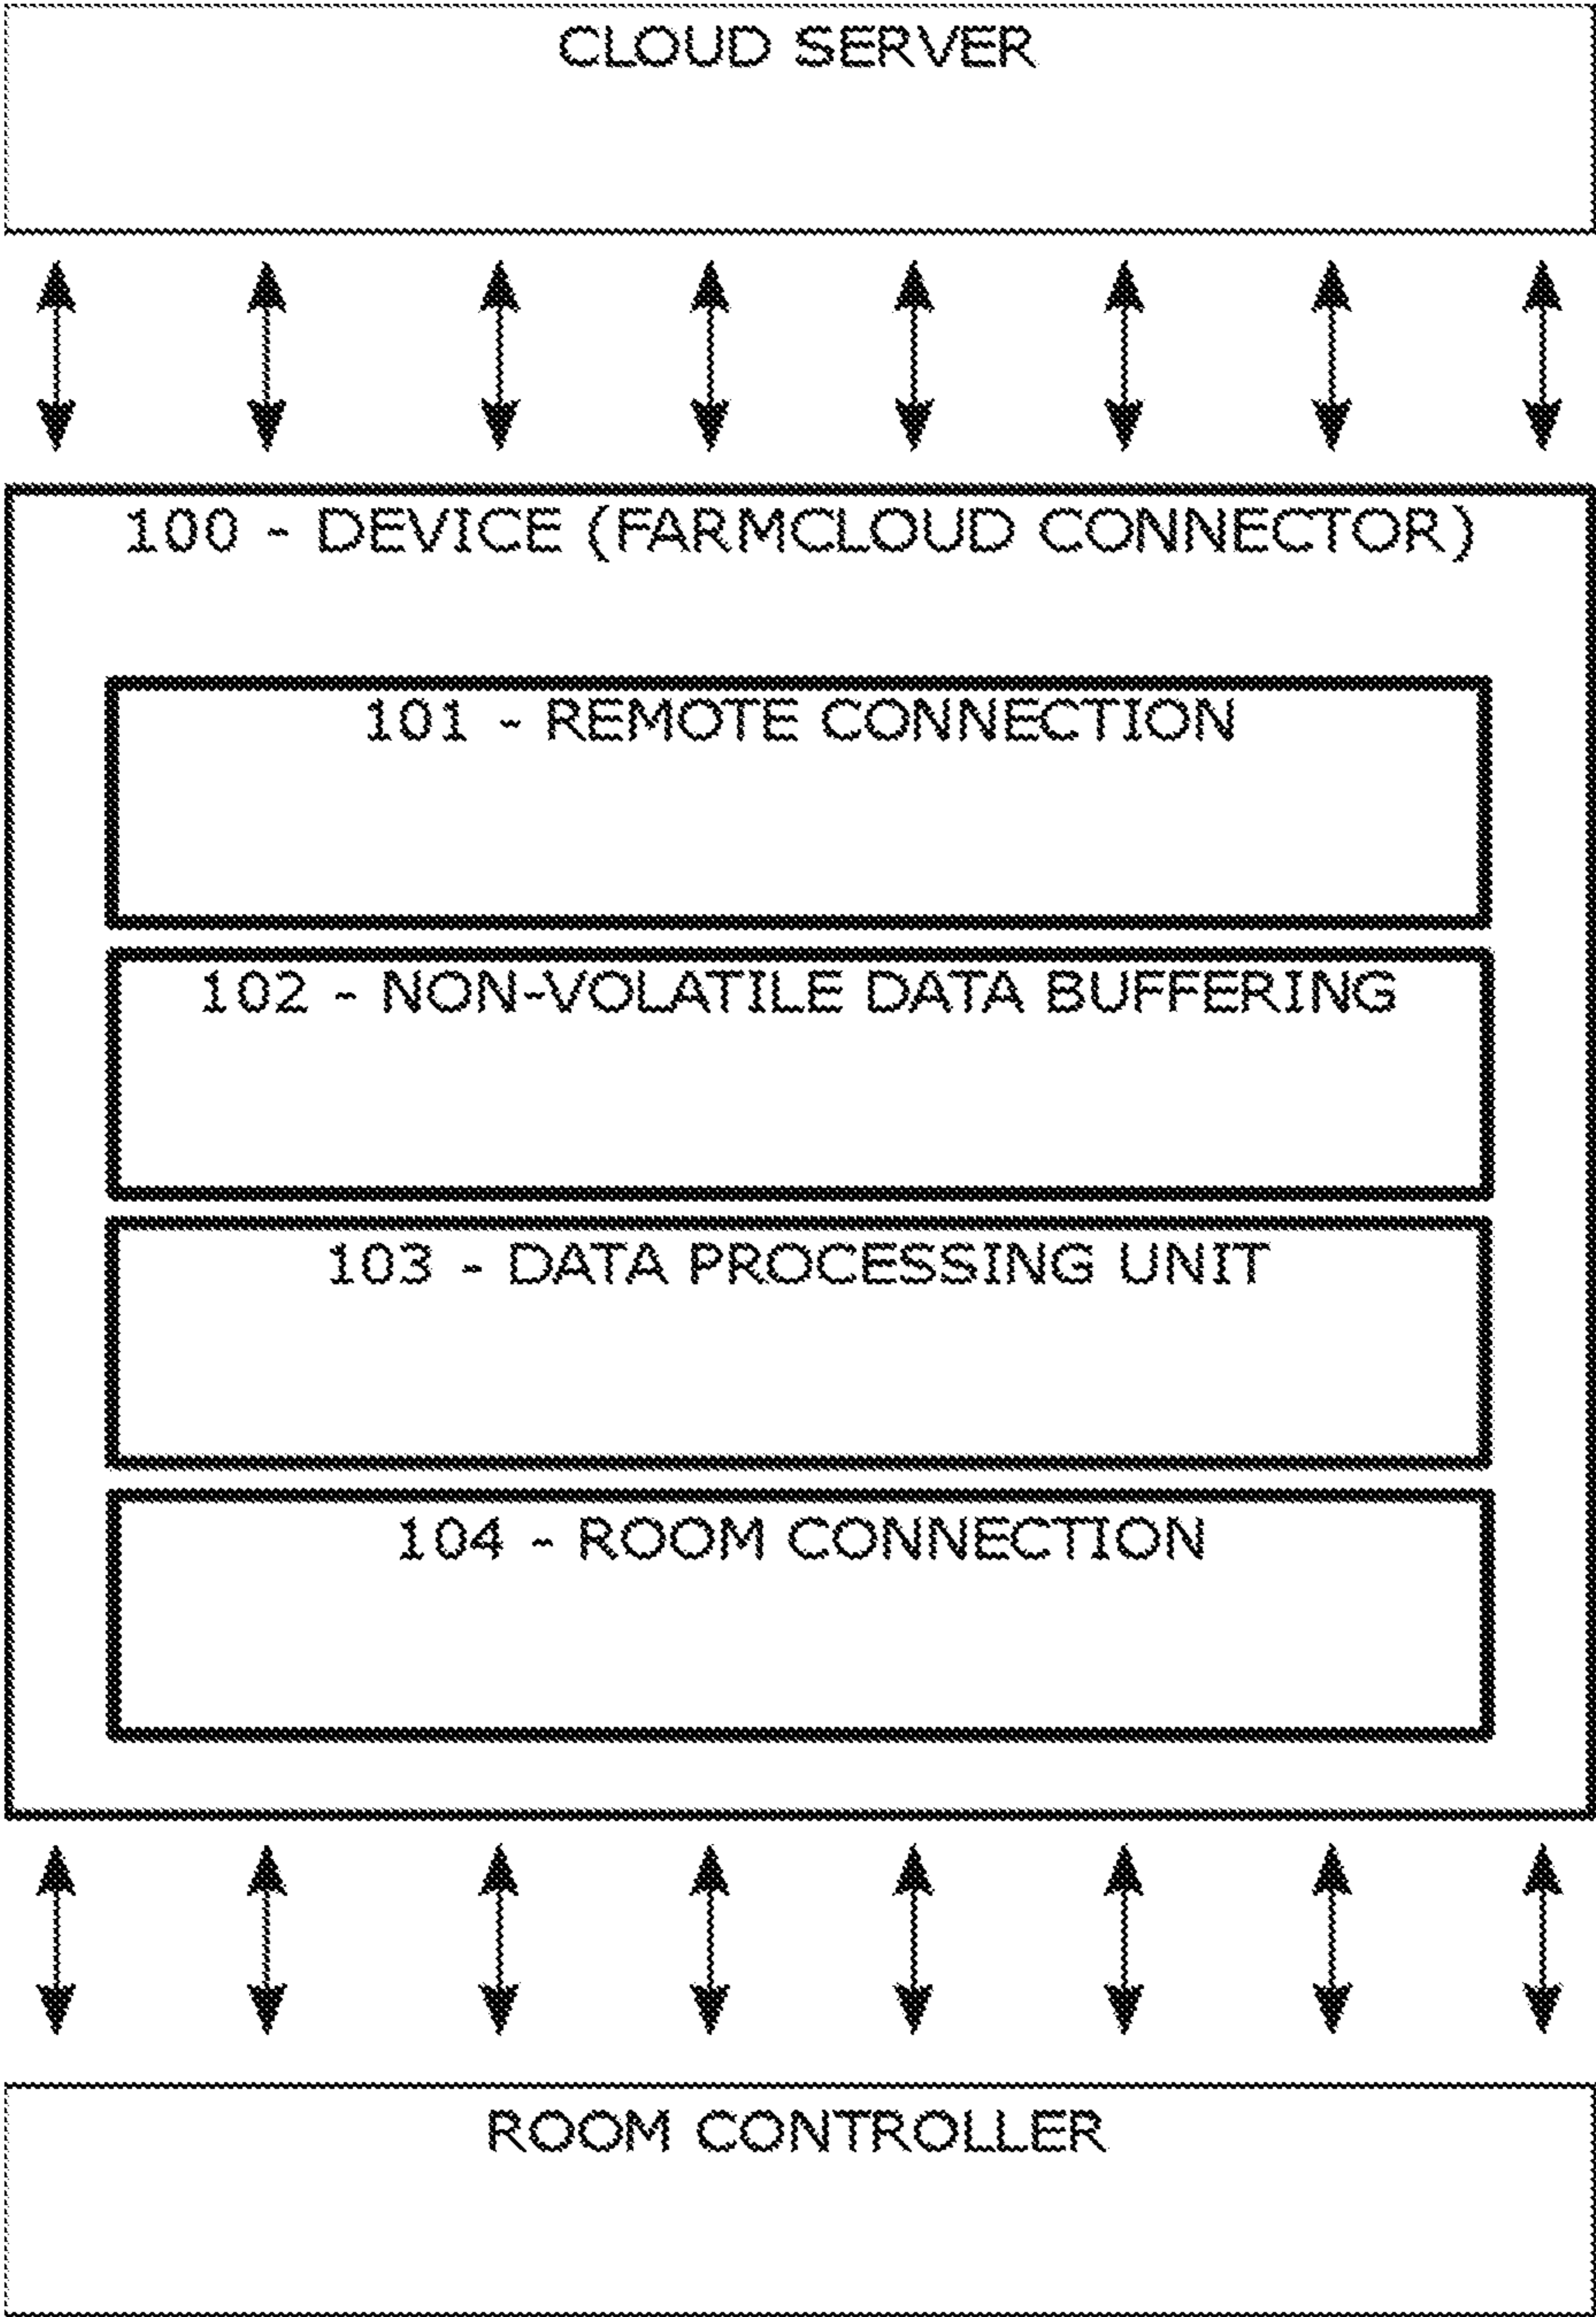 CLOUD SERVER
100 - DEVICE (FARMCLOUD CONNECTOR)
101 - REMOTE CONNECTION
102 - NON-VOLATILE DATA BUFFERING
103 - DATA PROCESSING UNIT
104 - ROOM CONNECTION
ROOM CONTROLLER